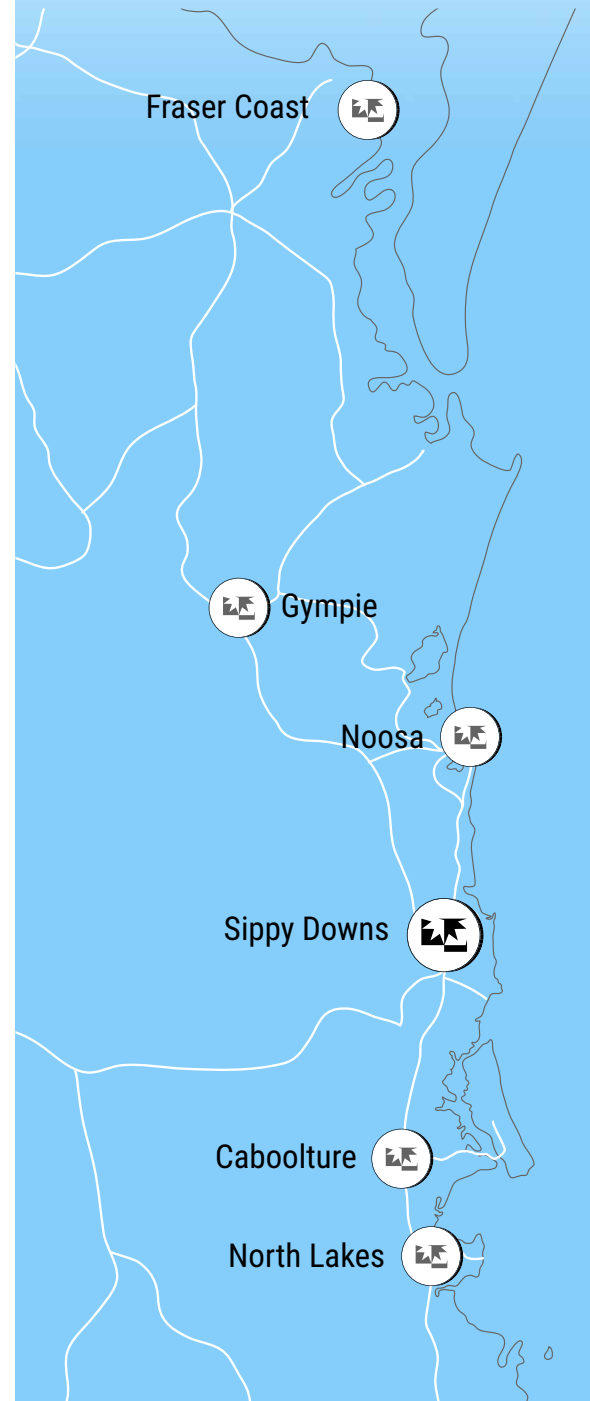 Fraser Coast
Gympie
Noosa
Sippy Downs
Caboolture
North Lakes